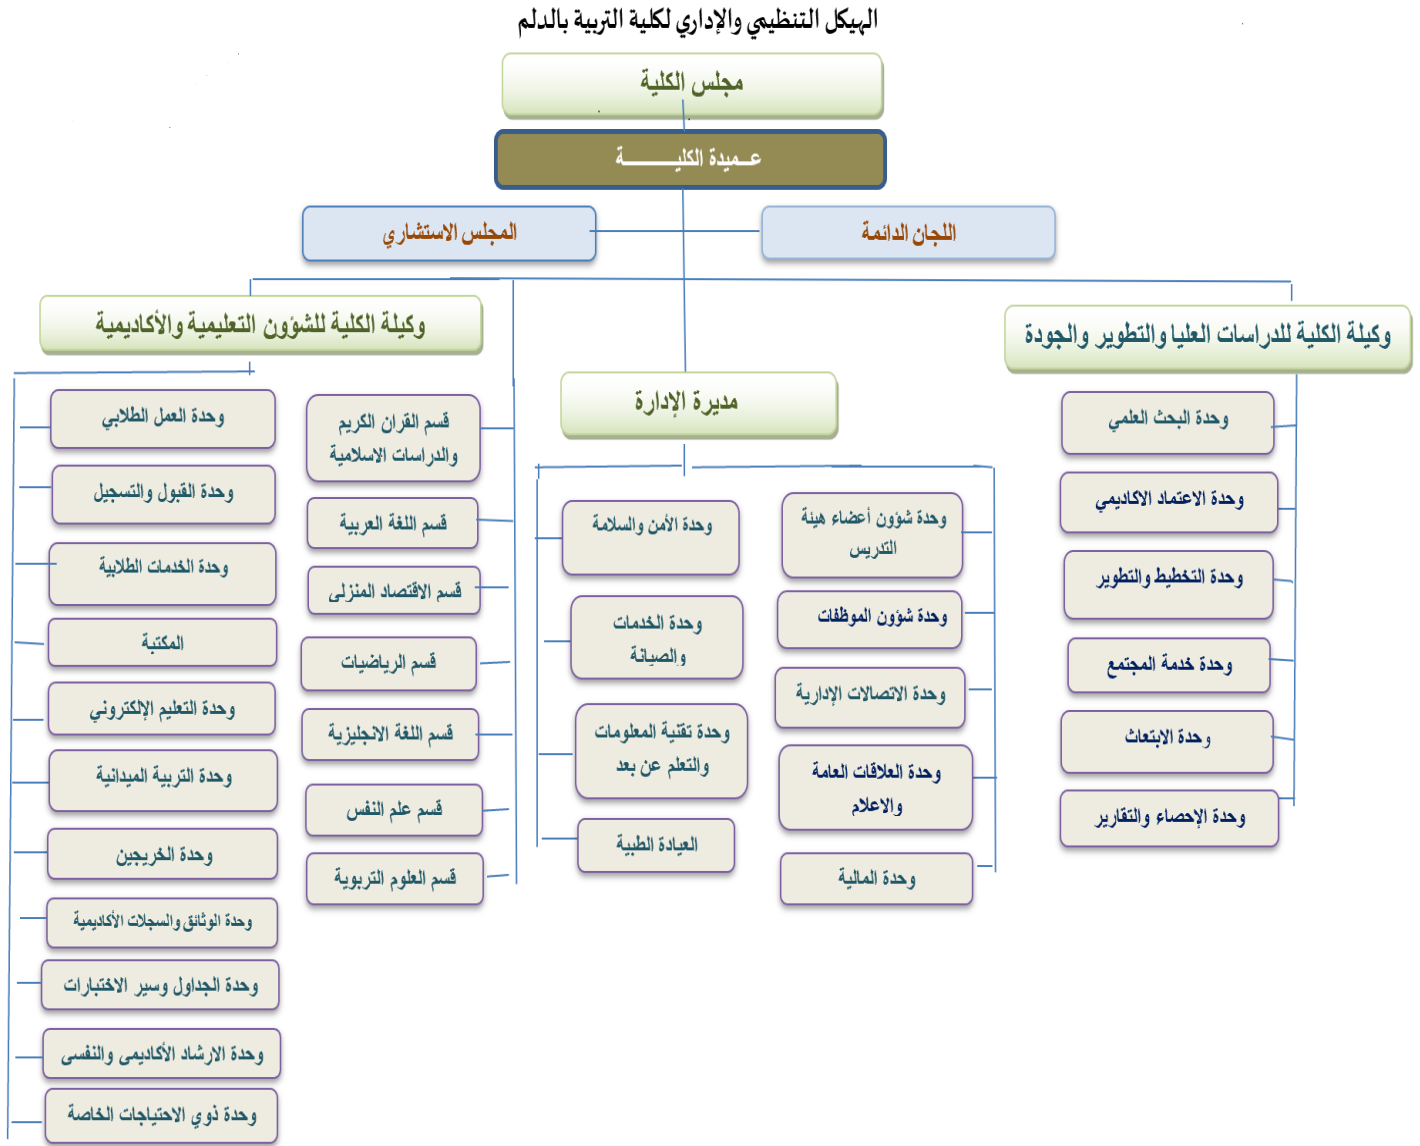 الهيكل التنظيمي والإداري لكلية التربية بالدلم
مجلس الكلية
عـميدة الكليـــــــــة
اللجان الدائمة
المجلس الاستشاري
وكيلة الكلية للدراسات العليا والتطوير والجودة
وحدة البحث العلمي
وحدة الاعتماد الاكاديمي
وحدة التخطيط والتطوير
وحدة خدمة المجتمع
وحدة الابتعاث
وحدة الإحصاء والتقارير
مديرة الإدارة
وحدة شؤون أعضاء هيئة
التدريس
وحدة شؤون الموظفات
وحدة الاتصالات الإدارية
وحدة العلاقات العامة
والاعلام
وحدة المالية
وحدة الأمن والسلامة
وحدة الخدمات
والصيانة
وحدة تقنية المعلومات
والتعلم عن بعد
العيادة الطبية
قسم القران الكريم
والدراسات الاسلامية
قسم اللغة العربية
قسم الاقتصاد المنزلى
قسم الرياضيات
قسم اللغة الانجليزية
قسم علم النفس
قسم العلوم التربوية
وكيلة الكلية للشؤون التعليمية والأكاديمية
وحدة العمل الطلابي
وحدة القبول والتسجيل
وحدة الخدمات الطلابية
المكتبة
وحدة التعليم الإلكتروني
وحدة التربية الميدانية
وحدة الخريجين
وحدة الوثائق والسجلات الأكاديمية
وحدة الجداول وسير الاختبارات
وحدة الارشاد الأكاديمى والنفسى
وحدة ذوي الاحتياجات الخاصة